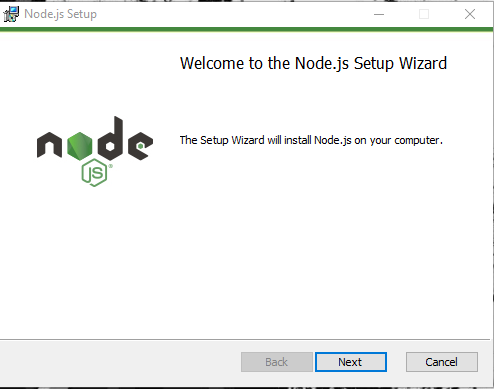 Node.js Setup
Welcome to the Node.js Setup Wizard
The Setup Wizard will install Node.js on your computer.
node
JS
Back
Next
Cancel